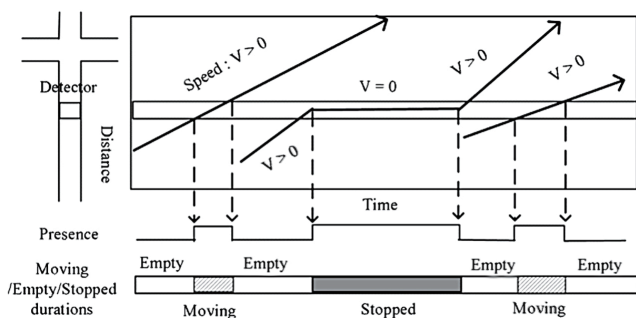 Detector
Distance
Speed : V > 0
V > 0
V = 0
V > 0
V > 0
Time
Presence
Moving
/Empty/Stopped
durations
Empty
Empty
Empty
Empty
Moving
Stopped
Moving